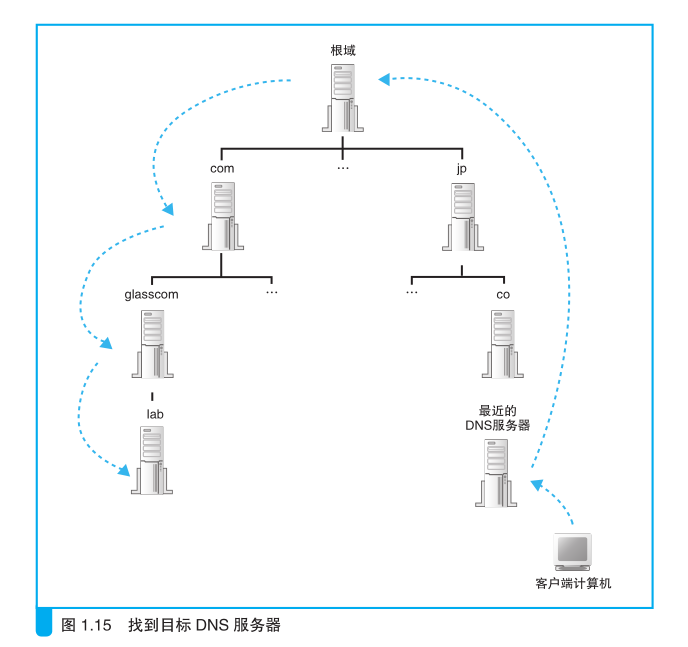 根域
com
…
jp
glasscom
…
…
co
lab
最近的
DNS服务器
客户端计算机
图 1.15 找到目标 DNS 服务器